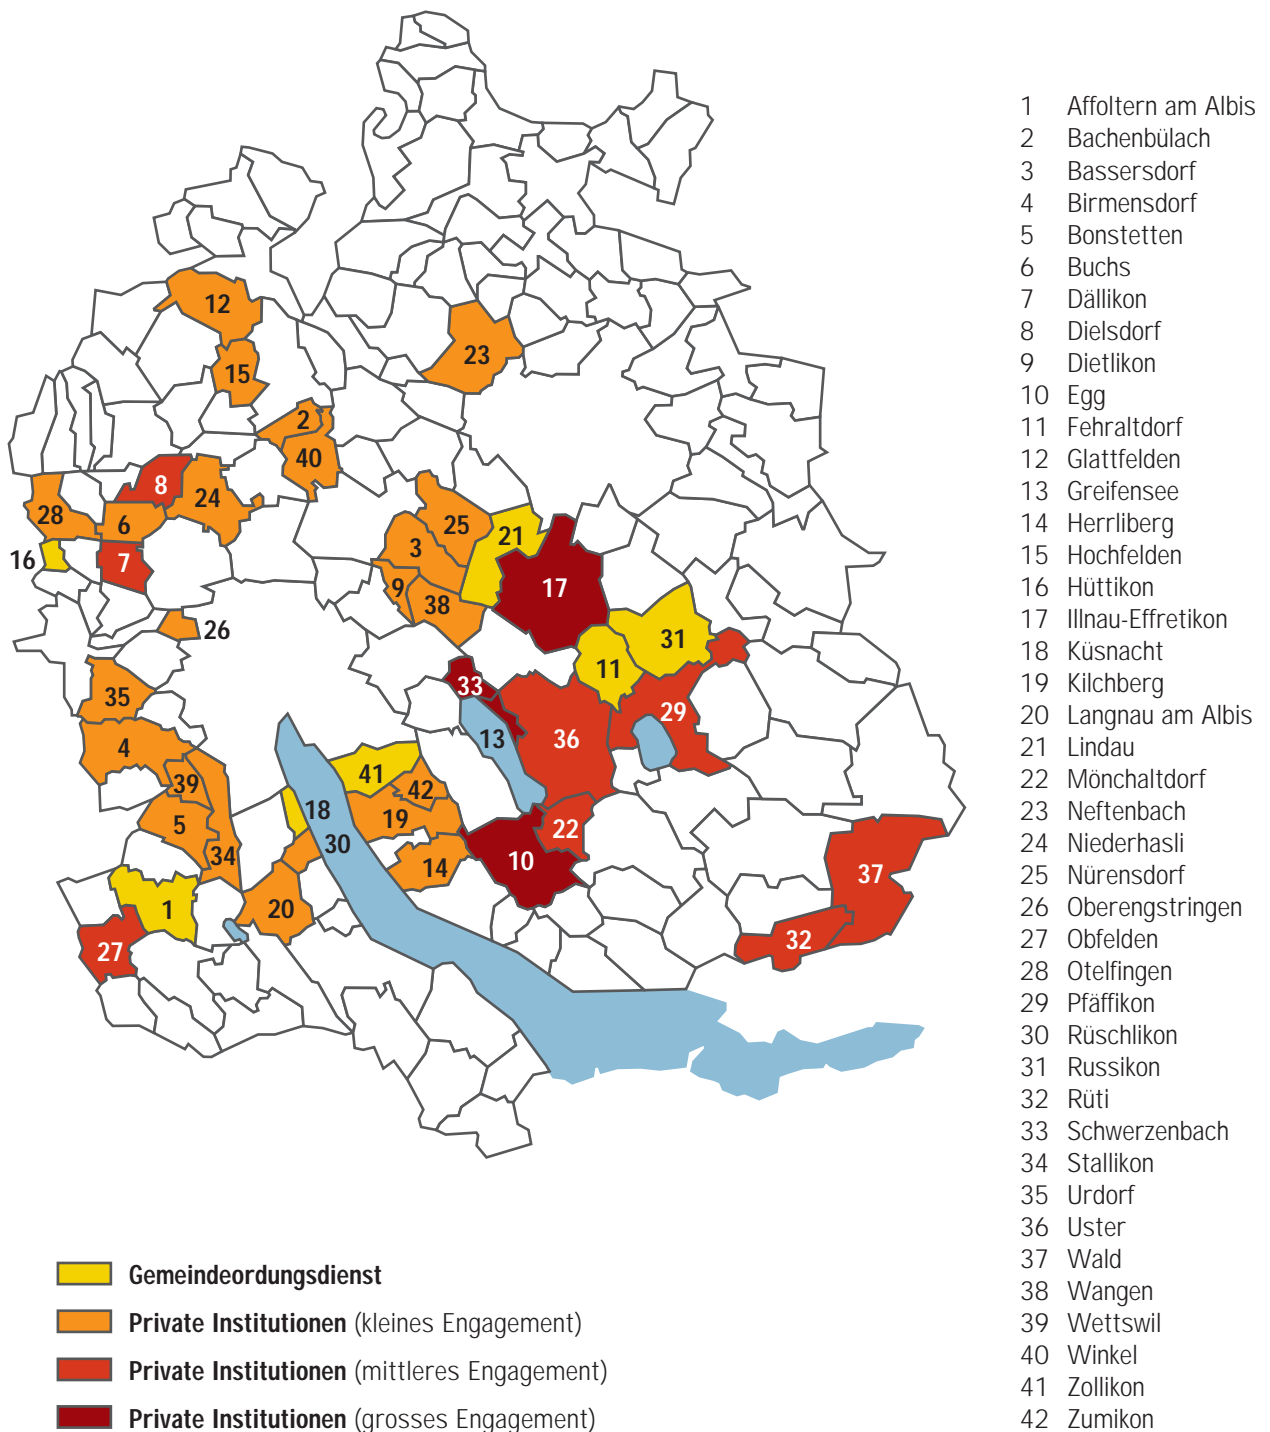 1 Affoltern am Albis
2 Bachenbülach
3 Bassersdorf
4 Birmensdorf
5 Bonstetten
6 Buchs
7 Dällikon
8 Dielsdorf
9 Dietlikon
10 Egg
11 Fehraltdorf
12 Glattfelden
13 Greifensee
14 Herrliberg
15 Hochfelden
16 Hüttikon
17 Illnau-Effretikon
18 Küsnacht
19 Kilchberg
20 Langnau am Albis
21 Lindau
22 Mönchaltdorf
23 Neftenbach
24 Niederhasli
25 Nürensdorf
26 Oberengstringen
27 Obfelden
28 Otelfingen
29 Pfäffikon
30 Rüschlikon
31 Russikon
32 Rüti
33 Schwerzenbach
34 Stallikon
35 Urdorf
36 Uster
37 Wald
38 Wangen
39 Wettswil
40 Winkel
41 Zollikon
42 Zumikon
12
23
15
2
40
8
24
28
6
25
21
3
16
7
17
9
38
26
31
11
33
35
29
13
36
4
41
39
42
18
19
5
22
30
34
14
10
37
1
20
32
27
Gemeindeordungsdienst
Private Institutionen (kleines Engagement)
Private Institutionen (mittleres Engagement)
Private Institutionen (grosses Engagement)